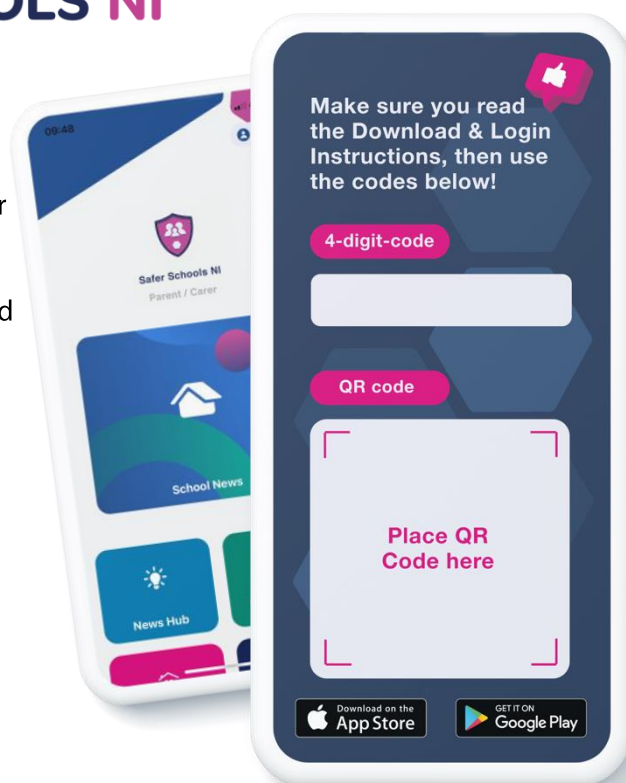 NI
09:48
Safer Schools NI
Parent / Carer
School News
News Hub
Make sure you read
the Download & Login
Instructions, then use
the codes below!
4-digit-code
QR code
Place QR
Code here
Download on the
App Store
GET IT ON
Google Play